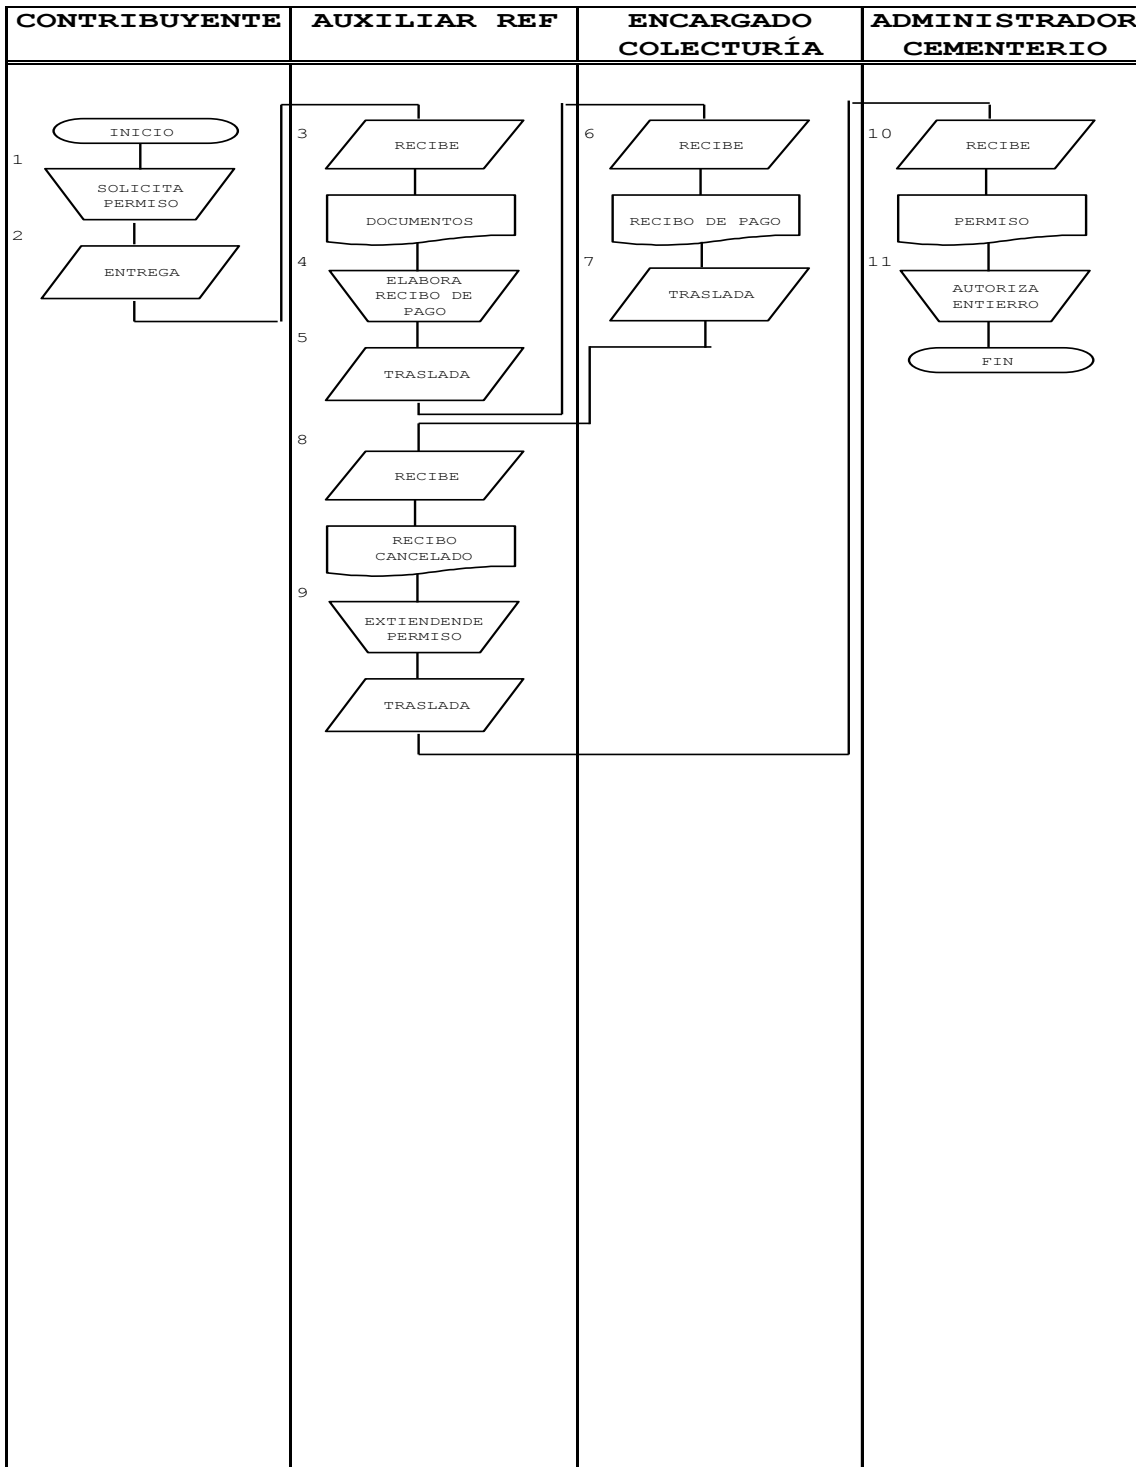 CONTRIBUYENTE
AUXILIAR REF
ENCARGADO
COLECTURÍA
ADMINISTRADOR
CEMENTERIO
INICIO
1
SOLICITA
PERMISO
2
ENTREGA
3
RECIBE
DOCUMENTOS
4
ELABORA
RECIBO DE
PAGO
5
TRASLADA
6
RECIBE
RECIBO DE PAGO
7
TRASLADA
8
RECIBE
RECIBO
CANCELADO
9
EXTIENDENDE
PERMISO
TRASLADA
10
RECIBE
PERMISO
11
AUTORIZA
ENTIERRO
FIN